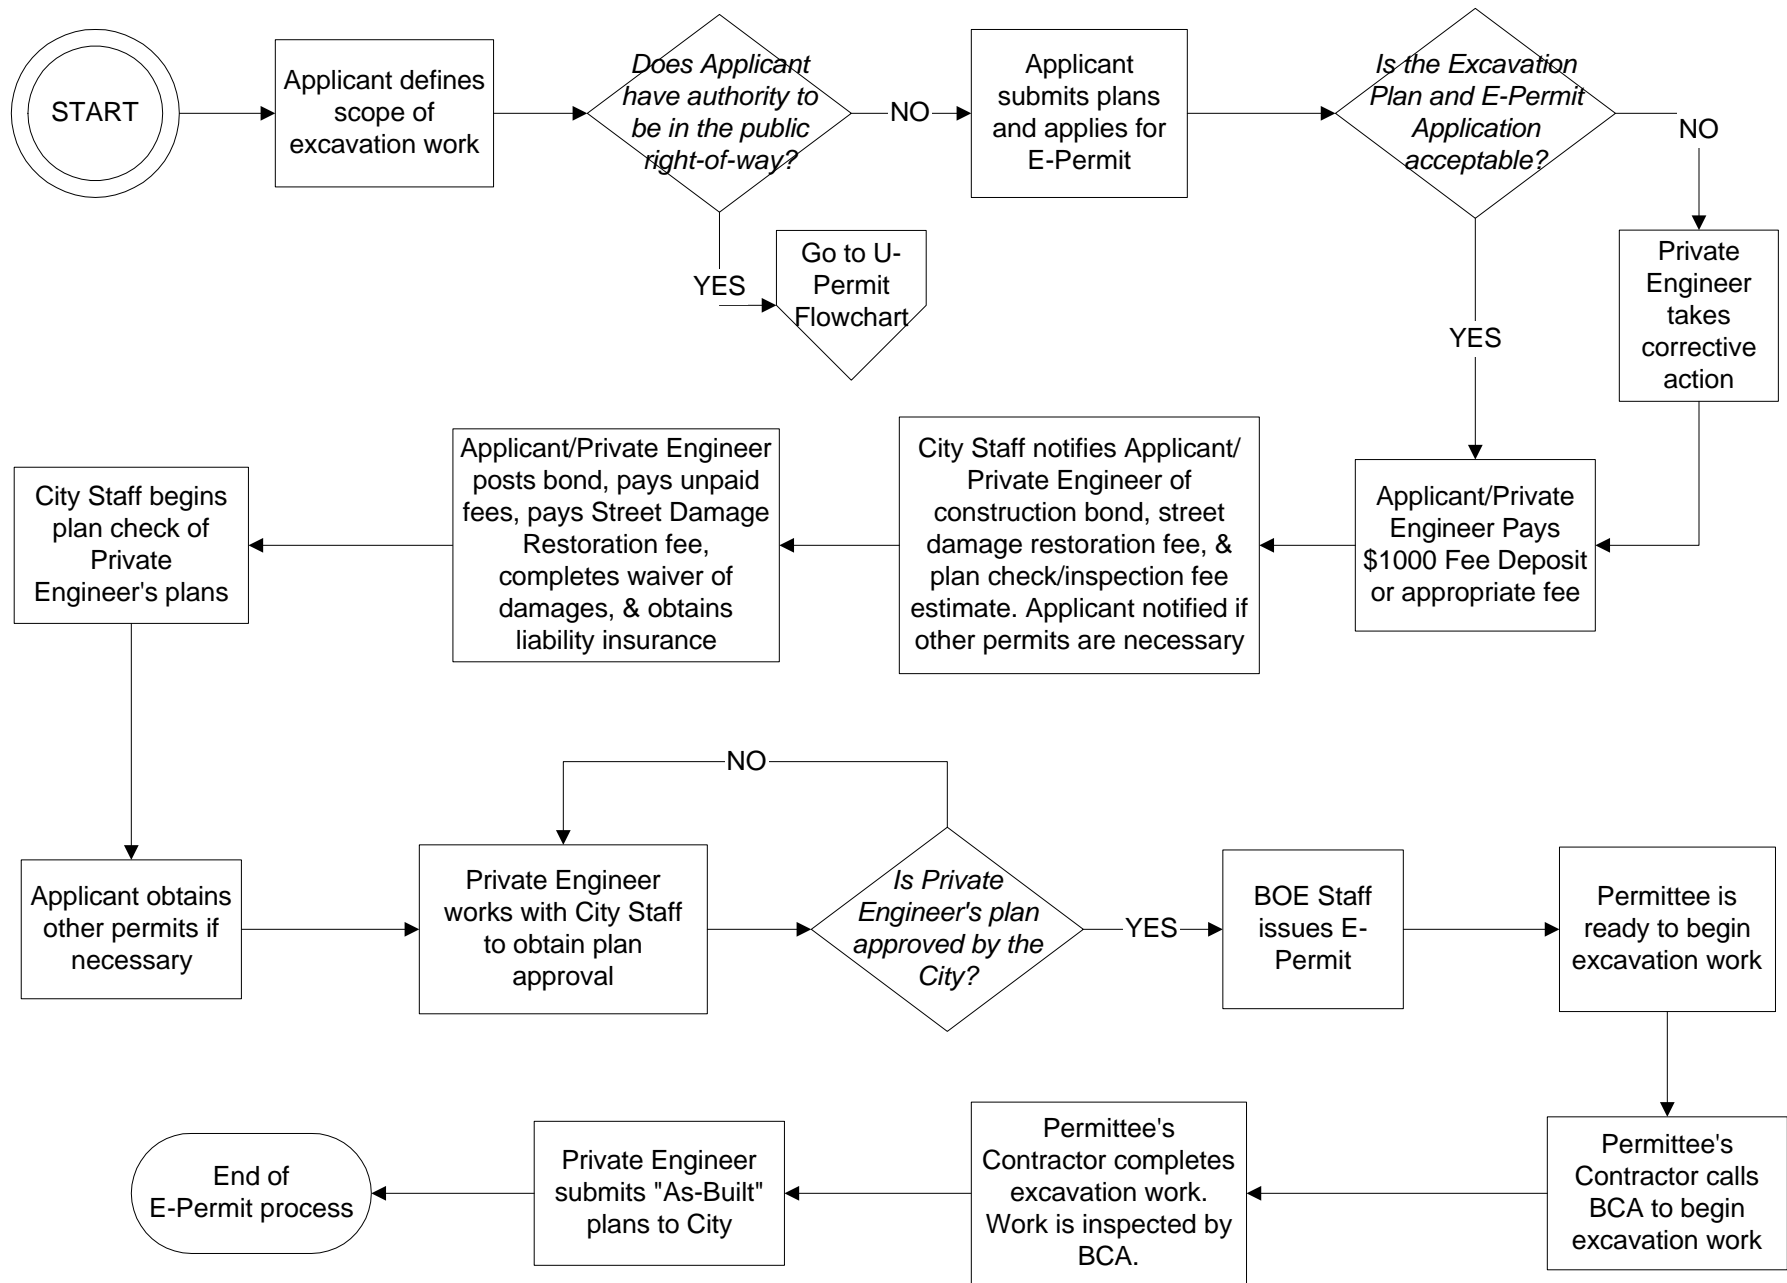 START
Applicant defines
scope of
excavation work
Does Applicant
have authority to
be in the public
right-of-way?
NO
Applicant
submits plans
and applies for
E-Permit
Is the Excavation
Plan and E-Permit
Application
acceptable?
NO
YES
Go to U-
Permit
Flowchart
YES
Private
Engineer
takes
corrective
action
Applicant/Private
Engineer Pays
$1000 Fee Deposit
or appropriate fee
City Staff notifies Applicant/
Private Engineer of
construction bond, street
damage restoration fee, &
plan check/inspection fee
estimate. Applicant notified if
other permits are necessary
Applicant/Private Engineer
posts bond, pays unpaid
fees, pays Street Damage
Restoration fee,
completes waiver of
damages, & obtains
liability insurance
City Staff begins
plan check of
Private
Engineer's plans
Applicant obtains
other permits if
necessary
Private Engineer
works with City Staff
to obtain plan
approval
NO
Is Private
Engineer's plan
approved by the
City?
YES
BOE Staff
issues E-
Permit
Permittee is
ready to begin
excavation work
Permittee's
Contractor calls
BCA to begin
excavation work
Permittee's
Contractor completes
excavation work.
Work is inspected by
BCA.
Private Engineer
submits "As-Built"
plans to City
End of
E-Permit process